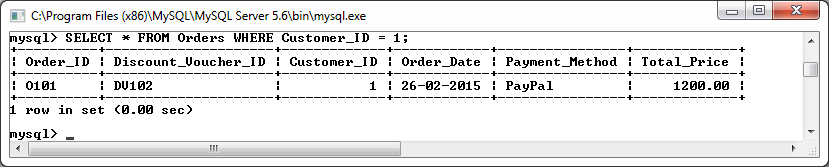 C:\Program Files (x86)\MySQL\MySQL Server 5.6\bin\mysql.exe
mysql> SELECT * FROM Orders WHERE Customer_ID = 1;
+----------+---------------------+-------------+------------+----------------+-------------+
| Order_ID | Discount_Voucher_ID | Customer_ID | Order_Date | Payment_Method | Total_Price |
+----------+---------------------+-------------+------------+----------------+-------------+
| O101     | DV102               |           1 | 26-02-2015 | PayPal         |     1200.00 |
+----------+---------------------+-------------+------------+----------------+-------------+
1 row in set (0.00 sec)
mysql> _